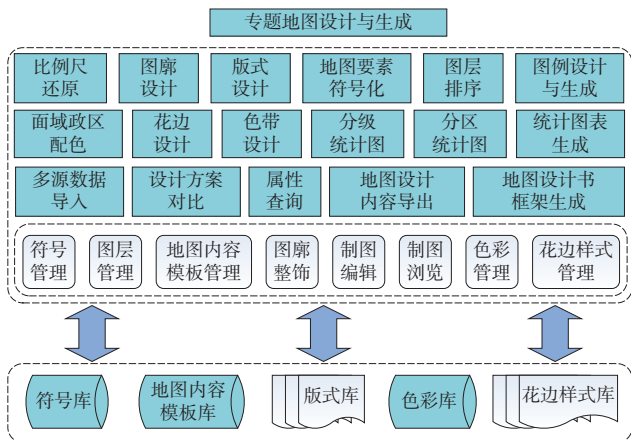 专题地图设计与生成
比例尺 图廓 版式 地图要素 图层 图例设计
还原 设计 设计 符号化 排序 与生成
面域政区 花边 色带 分级 分区 统计图表
配色 设计 设计 统计图 统计图 生成
多源数据 设计方案 属性 地图设计 地图设计书
导入 对比 查询 内容导出 框架生成
符号 图层 地图内容 图廓 制图 制图 色彩 花边样式
管理 管理 模板管理 整饰 编辑 浏览 管理 管理
符号库 地图内容 版式库 色彩库 花边样式库
模板库